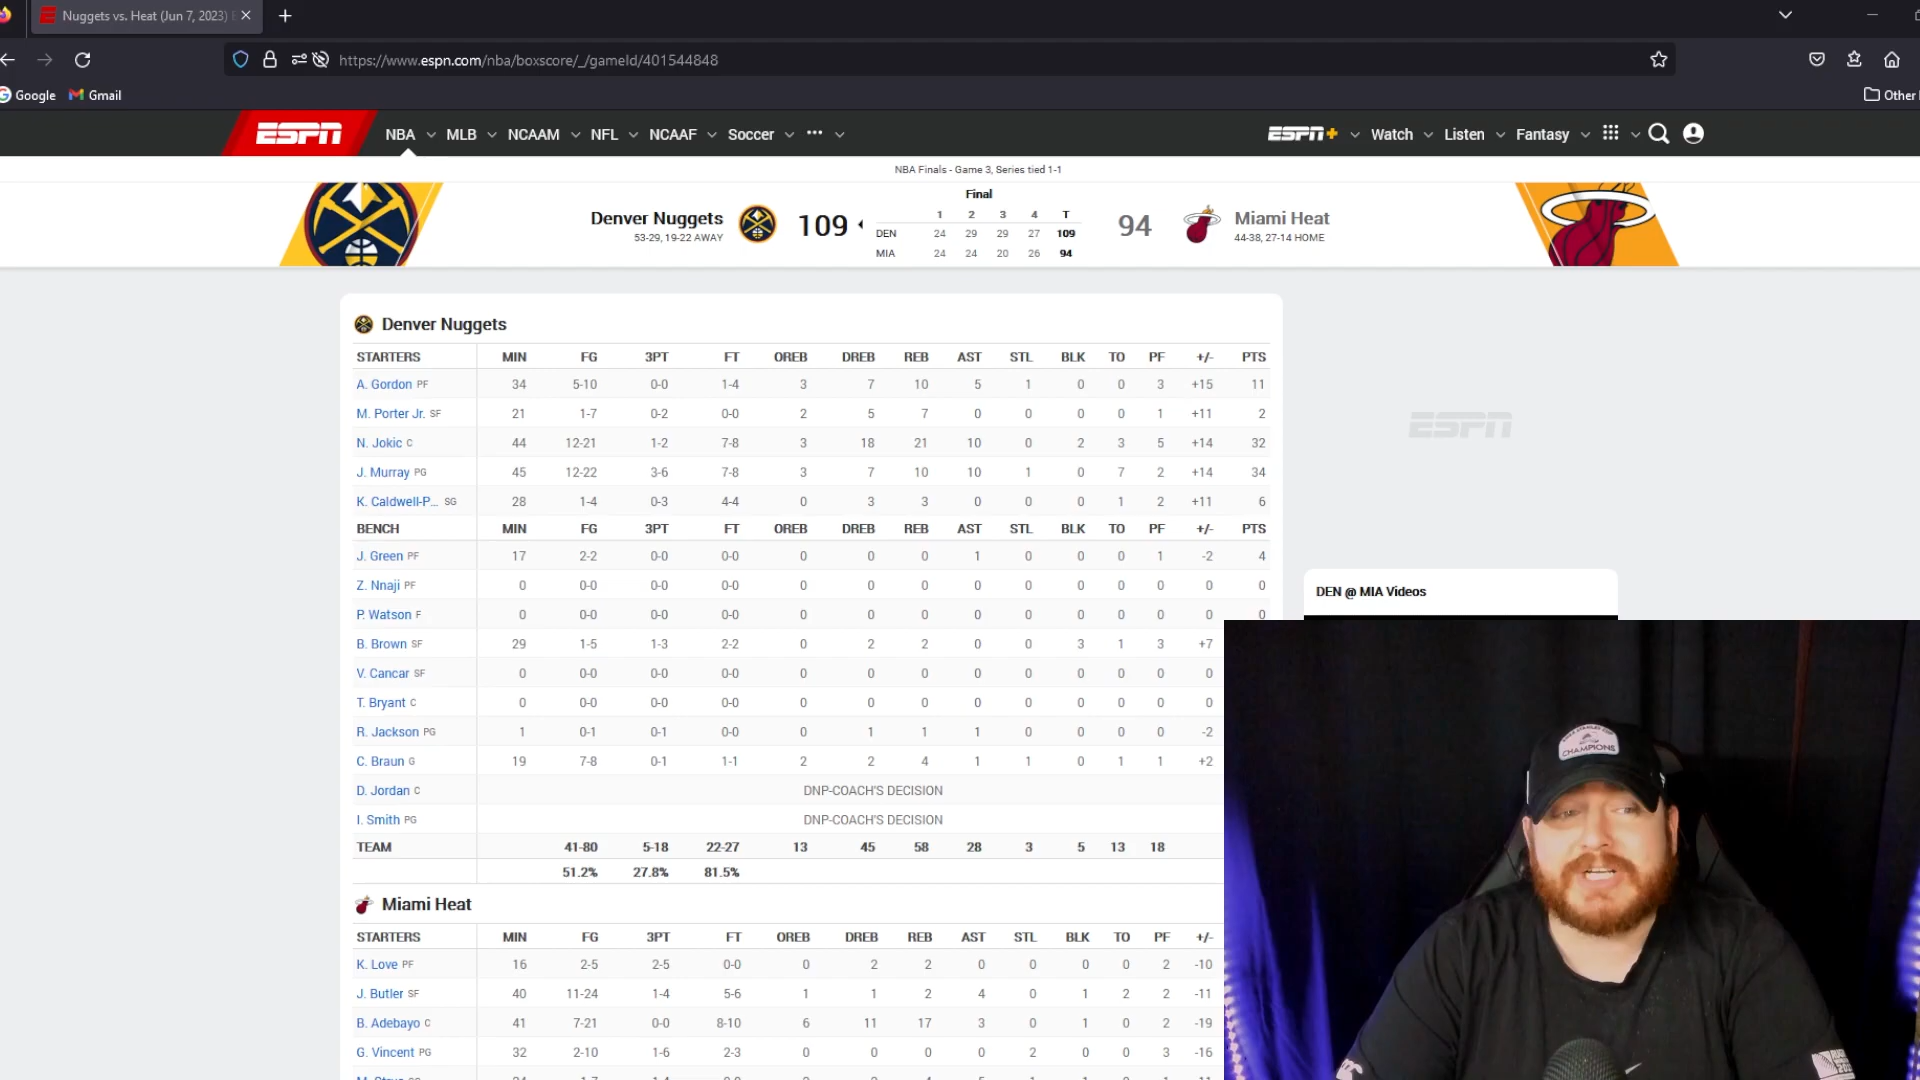 Nuggets vs. Heat (Jun 7, 2023)
https://www.espn.com/nba/boxscore/_/gameId/401544848
Google Gmail Other
ESPN NBA MLB NCAAM NFL NCAAF Soccer ••• ESPN+ Watch Listen Fantasy
NBA Finals - Game 3, Series tied 1-1
Final
Denver Nuggets 109 94 Miami Heat
53-29, 19-22 AWAY 44-38, 27-14 HOME
1 2 3 4 T
DEN 24 29 29 27 109
MIA 24 24 20 26 94
Denver Nuggets
STARTERS MIN FG 3PT FT OREB DREB REB AST STL BLK TO PF +/- PTS
A. Gordon PF 34 5-10 0-0 1-4 3 7 10 5 1 0 0 3 +15 11
M. Porter Jr. SF 21 1-7 0-2 0-0 2 5 7 0 0 0 0 1 +11 2
N. Jokic C 44 12-21 1-2 7-8 3 18 21 10 0 2 3 5 +14 32
J. Murray PG 45 12-22 3-6 7-8 3 7 10 10 1 0 7 2 +14 34
K. Caldwell-P... SG 28 1-4 0-3 4-4 0 3 3 0 0 0 1 2 +11 6
BENCH MIN FG 3PT FT OREB DREB REB AST STL BLK TO PF +/- PTS
J. Green PF 17 2-2 0-0 0-0 0 0 0 1 0 0 0 1 -2 4
Z. Nnaji PF 0 0-0 0-0 0-0 0 0 0 0 0 0 0 0 0 0
P. Watson F 0 0-0 0-0 0-0 0 0 0 0 0 0 0 0 0 0
B. Brown SF 29 1-5 1-3 2-2 0 2 2 0 0 3 1 3 +7
V. Cancar SF 0 0-0 0-0 0-0 0 0 0 0 0 0 0 0 0
T. Bryant C 0 0-0 0-0 0-0 0 0 0 0 0 0 0 0 0
R. Jackson PG 1 0-1 0-1 0-0 0 1 1 1 0 0 0 0 -2
C. Braun G 19 7-8 0-1 1-1 2 2 4 1 1 0 1 1 +2
D. Jordan C DNP-COACH'S DECISION
I. Smith PG DNP-COACH'S DECISION
TEAM 41-80 5-18 22-27 13 45 58 28 3 5 13 18
51.2% 27.8% 81.5%
Miami Heat
STARTERS MIN FG 3PT FT OREB DREB REB AST STL BLK TO PF +/-
K. Love PF 16 2-5 2-5 0-0 0 2 2 0 0 0 0 2 -10
J. Butler SF 40 11-24 1-4 5-6 1 1 2 4 0 1 2 2 -11
B. Adebayo C 41 7-21 0-0 8-10 6 11 17 3 0 1 0 2 -19
G. Vincent PG 32 2-10 1-6 2-3 0 0 0 0 2 0 0 3 -16
ESPN
DEN @ MIA Videos
CHAMPIONS